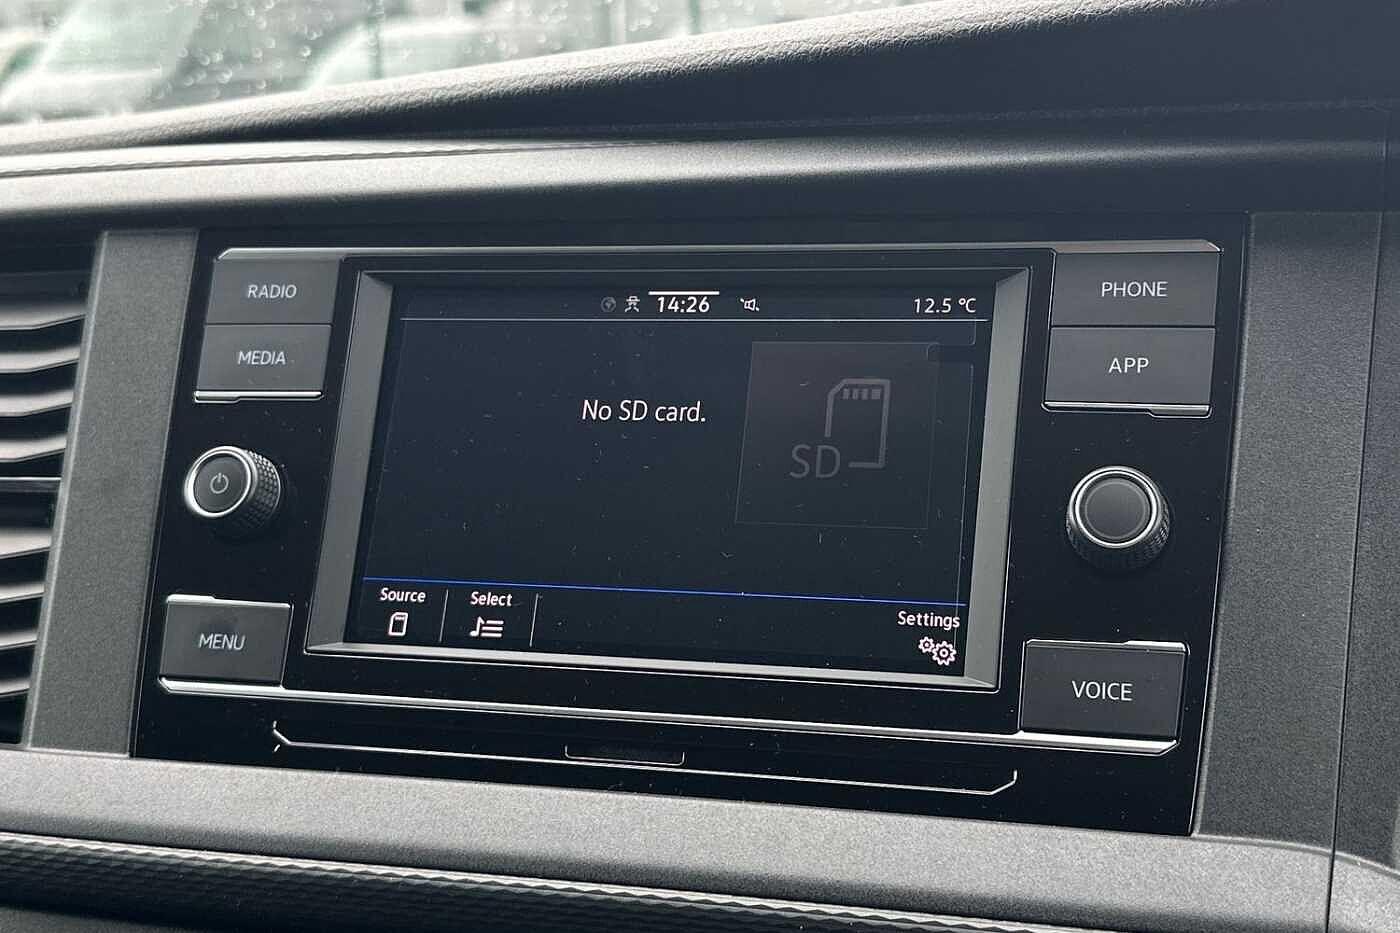 RADIO
MEDIA
MENU
14:26
12.5 °C
No SD card.
SD
Source
Select
Settings
PHONE
APP
VOICE